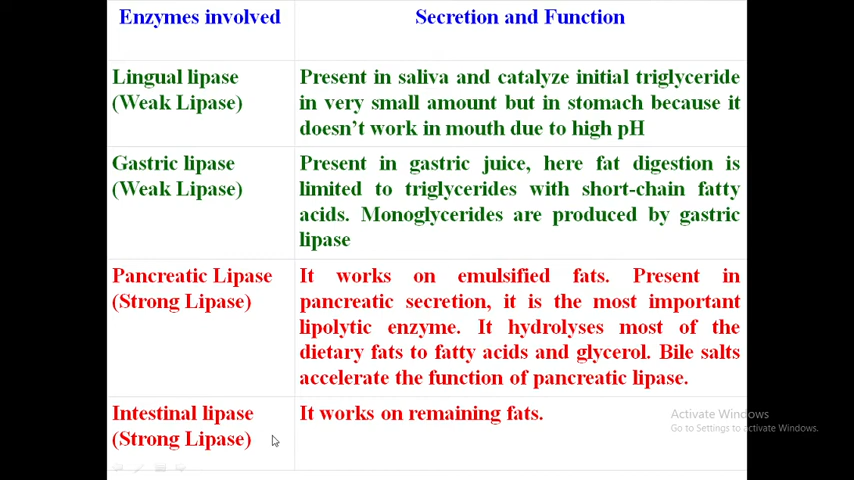 Enzymes involved
Secretion and Function
Lingual lipase
(Weak Lipase)
Present in saliva and catalyze initial triglyceride
in very small amount but in stomach because it
doesn't work in mouth due to high pH
Gastric lipase
(Weak Lipase)
Present in gastric juice, here fat digestion is
limited to triglycerides with short-chain fatty
acids. Monoglycerides are produced by gastric
lipase
Pancreatic Lipase
(Strong Lipase)
It works on emulsified fats. Present in
pancreatic secretion, it is the most important
lipolytic enzyme. It hydrolyses most of the
dietary fats to fatty acids and glycerol. Bile salts
accelerate the function of pancreatic lipase.
Intestinal lipase
(Strong Lipase)
It works on remaining fats.
Activate Windows
Go to Settings to activate Windows.